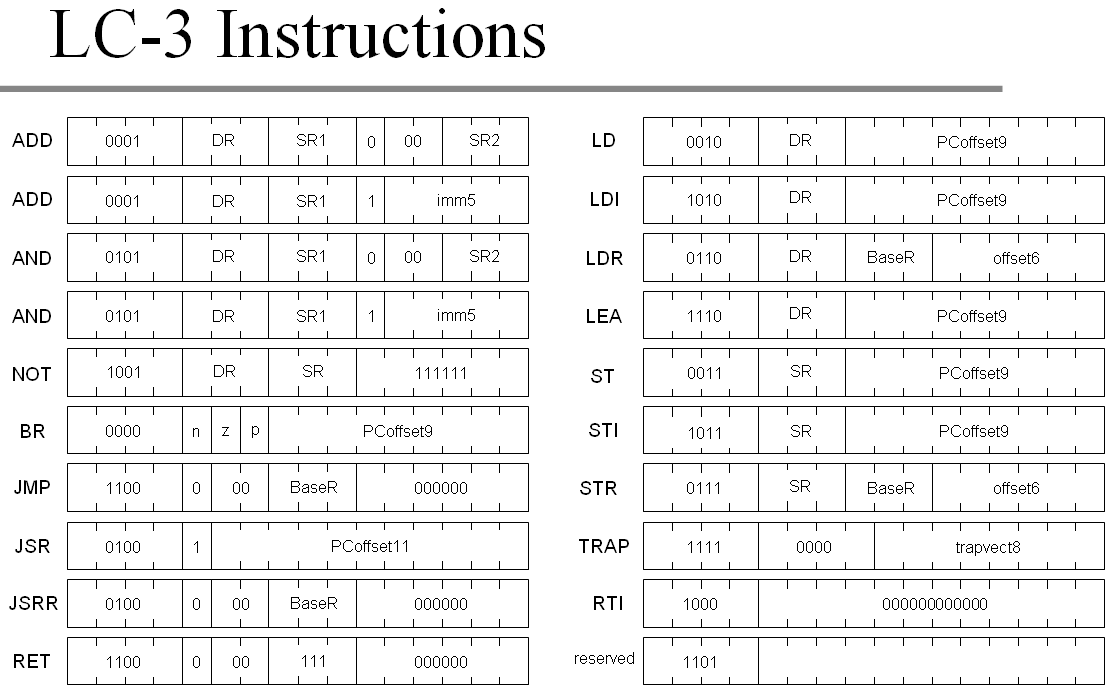 LC-3 Instructions
ADD 0001 DR SR1 0 00 SR2
ADD 0001 DR SR1 1 imm5
AND 0101 DR SR1 0 00 SR2
AND 0101 DR SR1 1 imm5
NOT 1001 DR SR 111111
BR 0000 n z p PCoffset9
JMP 1100 0 00 BaseR 000000
JSR 0100 1 PCoffset11
JSRR 0100 0 00 BaseR 000000
RET 1100 0 00 111 000000
LD 0010 DR PCoffset9
LDI 1010 DR PCoffset9
LDR 0110 DR BaseR offset6
LEA 1110 DR PCoffset9
ST 0011 SR PCoffset9
STI 1011 SR PCoffset9
STR 0111 SR BaseR offset6
TRAP 1111 0000 trapvect8
RTI 1000 000000000000
reserved 1101